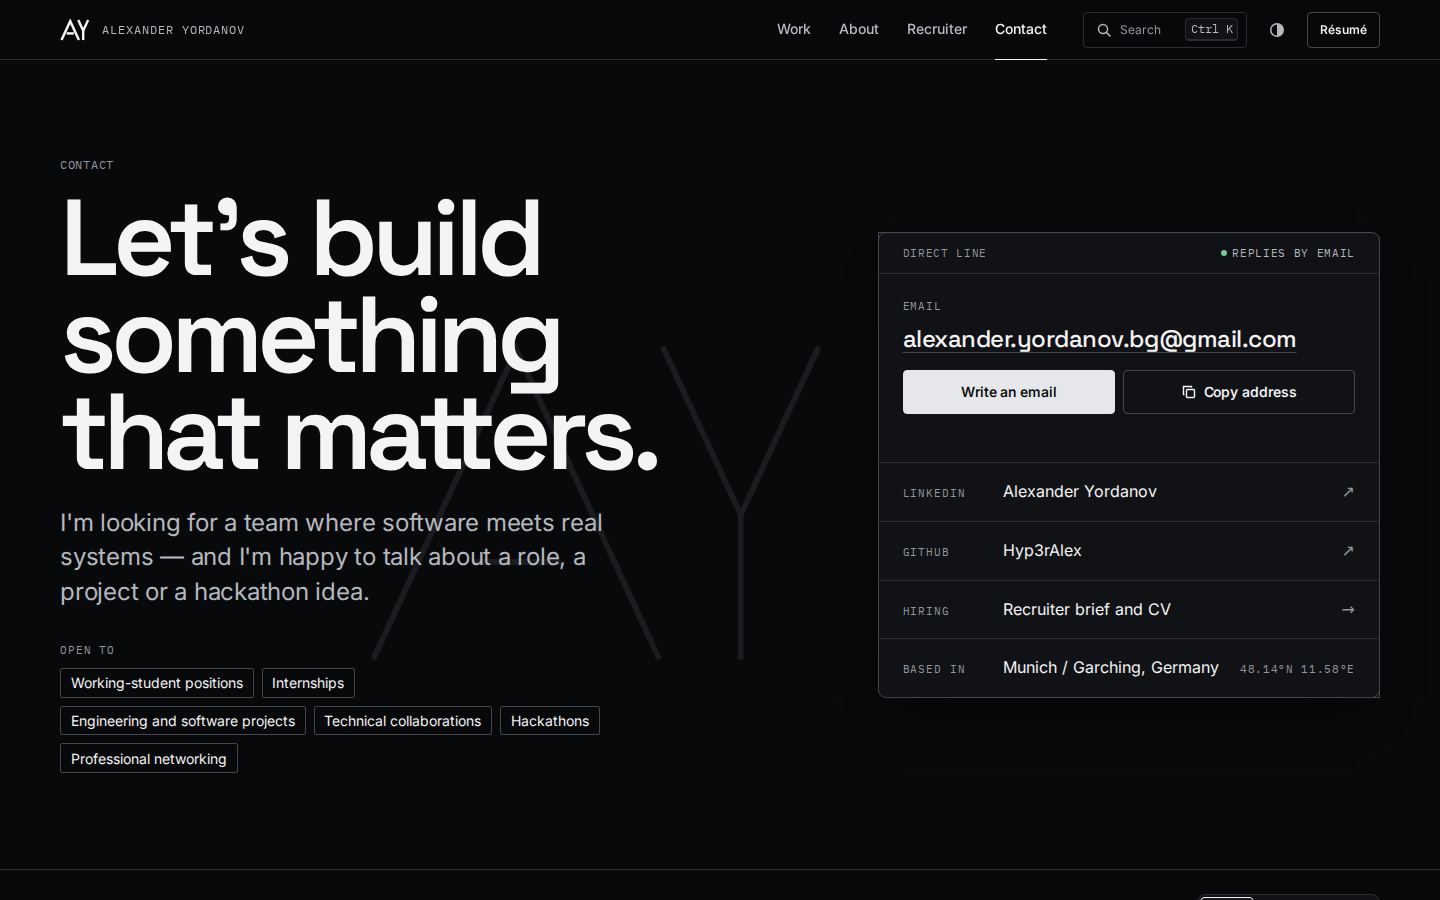 AY ALEXANDER YORDANOV
Work About Recruiter Contact Search Ctrl K Résumé
CONTACT
Let’s build
something
that matters.
I'm looking for a team where software meets real
systems — and I'm happy to talk about a role, a
project or a hackathon idea.
OPEN TO
Working-student positions Internships
Engineering and software projects Technical collaborations Hackathons
Professional networking
AY
DIRECT LINE REPLIES BY EMAIL
EMAIL
alexander.yordanov.bg@gmail.com
Write an email Copy address
LINKEDIN Alexander Yordanov ↗
GITHUB Hyp3rAlex ↗
HIRING Recruiter brief and CV →
BASED IN Munich / Garching, Germany 48.14°N 11.58°E